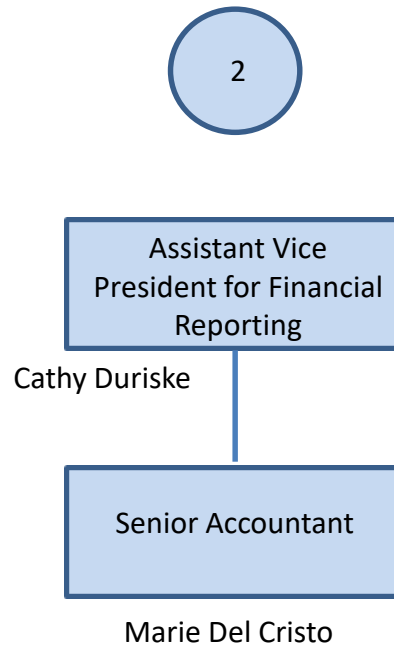 2
Assistant Vice
President for Financial
Reporting
Cathy Duriske
Senior Accountant
Marie Del Cristo